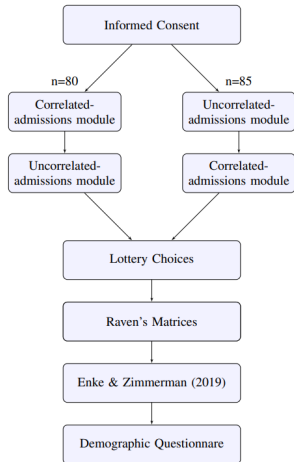 Informed Consent
n=80
n=85
Correlated-
admissions module
Uncorrelated-
admissions module
Uncorrelated-
admissions module
Correlated-
admissions module
Lottery Choices
Raven's Matrices
Enke & Zimmerman (2019)
Demographic Questionnare